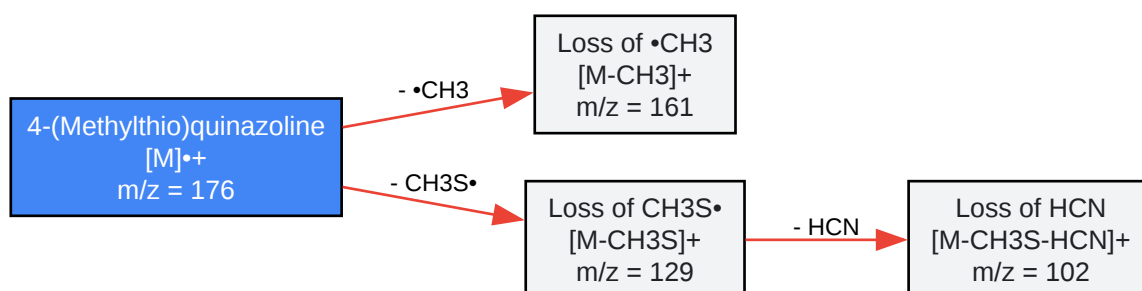 4-(Methylthio)quinazoline
[M]•+
m/z = 176
- •CH3
Loss of •CH3
[M-CH3]+
m/z = 161
- CH3S•
Loss of CH3S•
[M-CH3S]+
m/z = 129
- HCN
Loss of HCN
[M-CH3S-HCN]+
m/z = 102